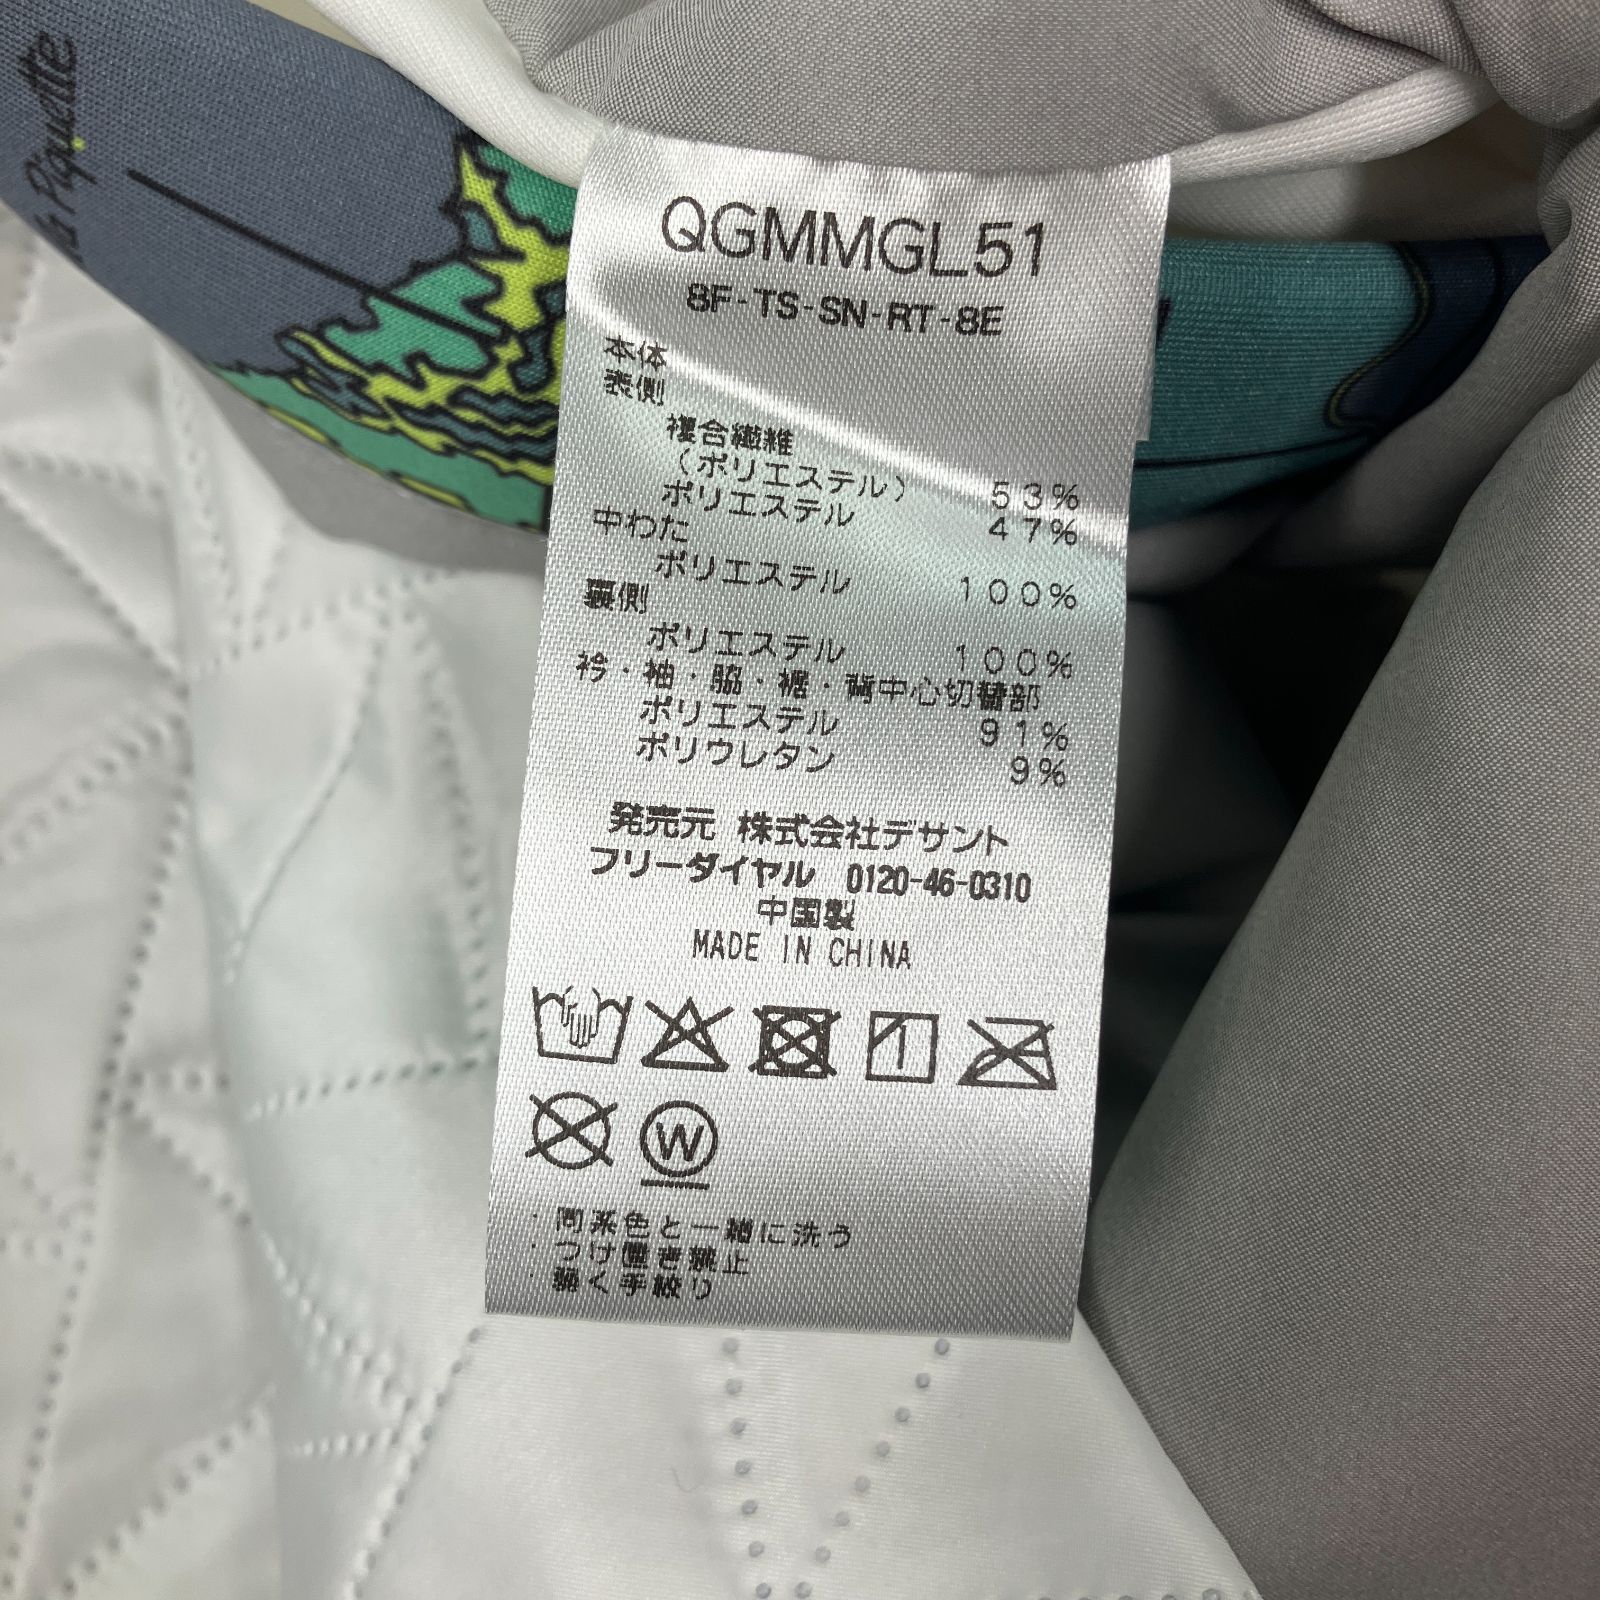 Piquette
QGMMGL51
8F-TS-SN-RT-8E
本体
表側
複合繊維
（ポリエステル） 53%
ポリエステル 47%
中わた
ポリエステル 100%
裏側
ポリエステル 100%
衿・袖・脇・裾・背中心切替部
ポリエステル 91%
ポリウレタン 9%
発売元 株式会社デサント
フリーダイヤル 0120-46-0310
中国製
MADE IN CHINA
W
・同系色と一緒に洗う
・つけ置き禁止
・軽く手絞り